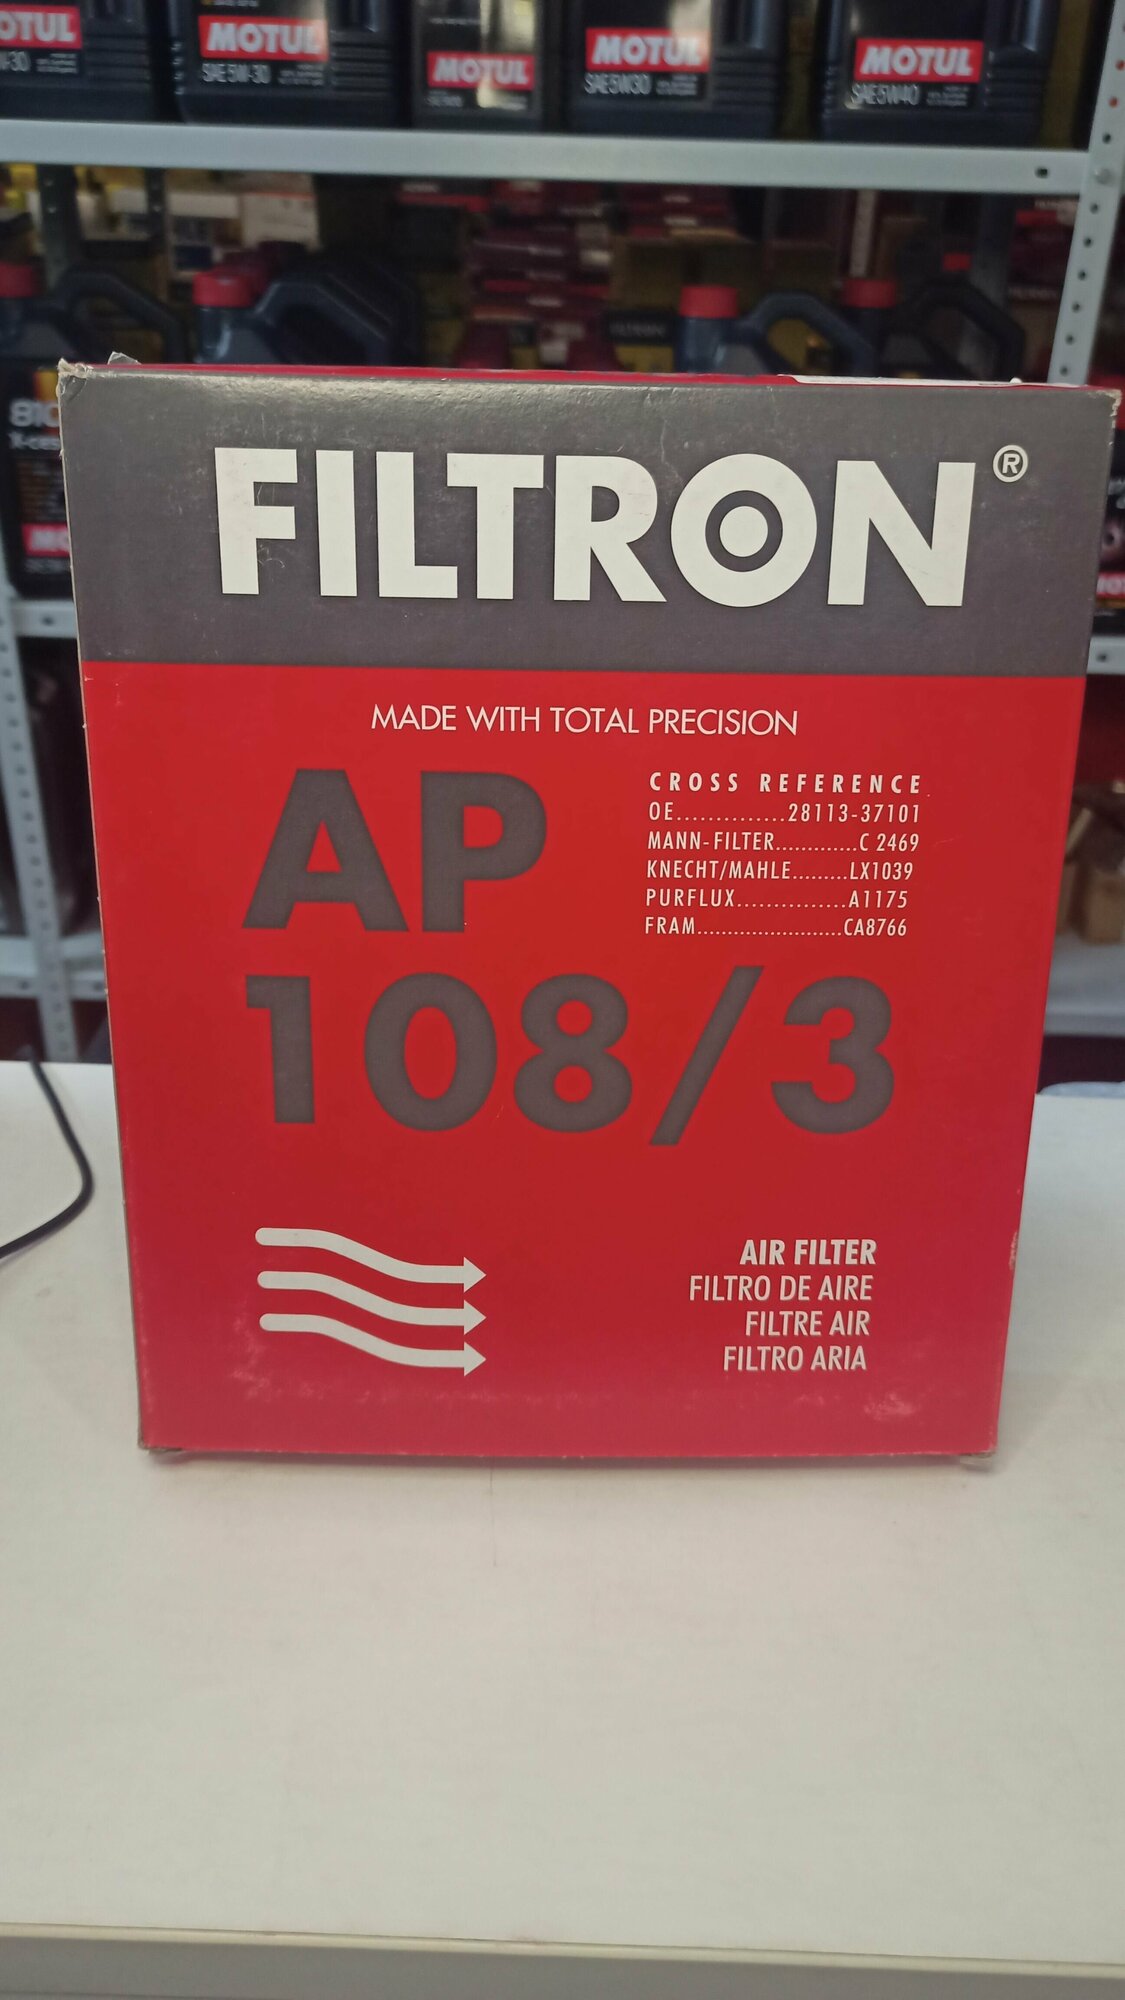 MOTUL
MOTUL
SAE 5W-30
MOTUL
MOTUL
SAE 5W30
MOTUL
SAE 5W40
FILTRON®
MADE WITH TOTAL PRECISION
AP
108/3
CROSS REFERENCE
OE..............28113-37101
MANN-FILTER.............C 2469
KNECHT/MAHLE.........LX1039
PURFLUX...............A1175
FRAM........................CA8766
AIR FILTER
FILTRO DE AIRE
FILTRE AIR
FILTRO ARIA